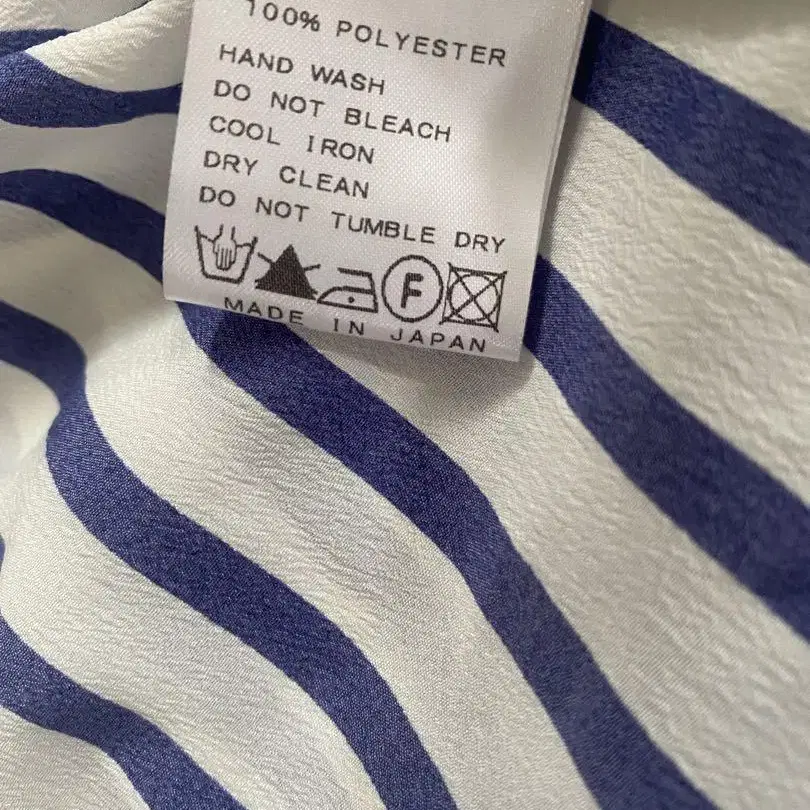 100% POLYESTER
HAND WASH
DO NOT BLEACH
COOL IRON
DRY CLEAN
DO NOT TUMBLE DRY
F
MADE IN JAPAN